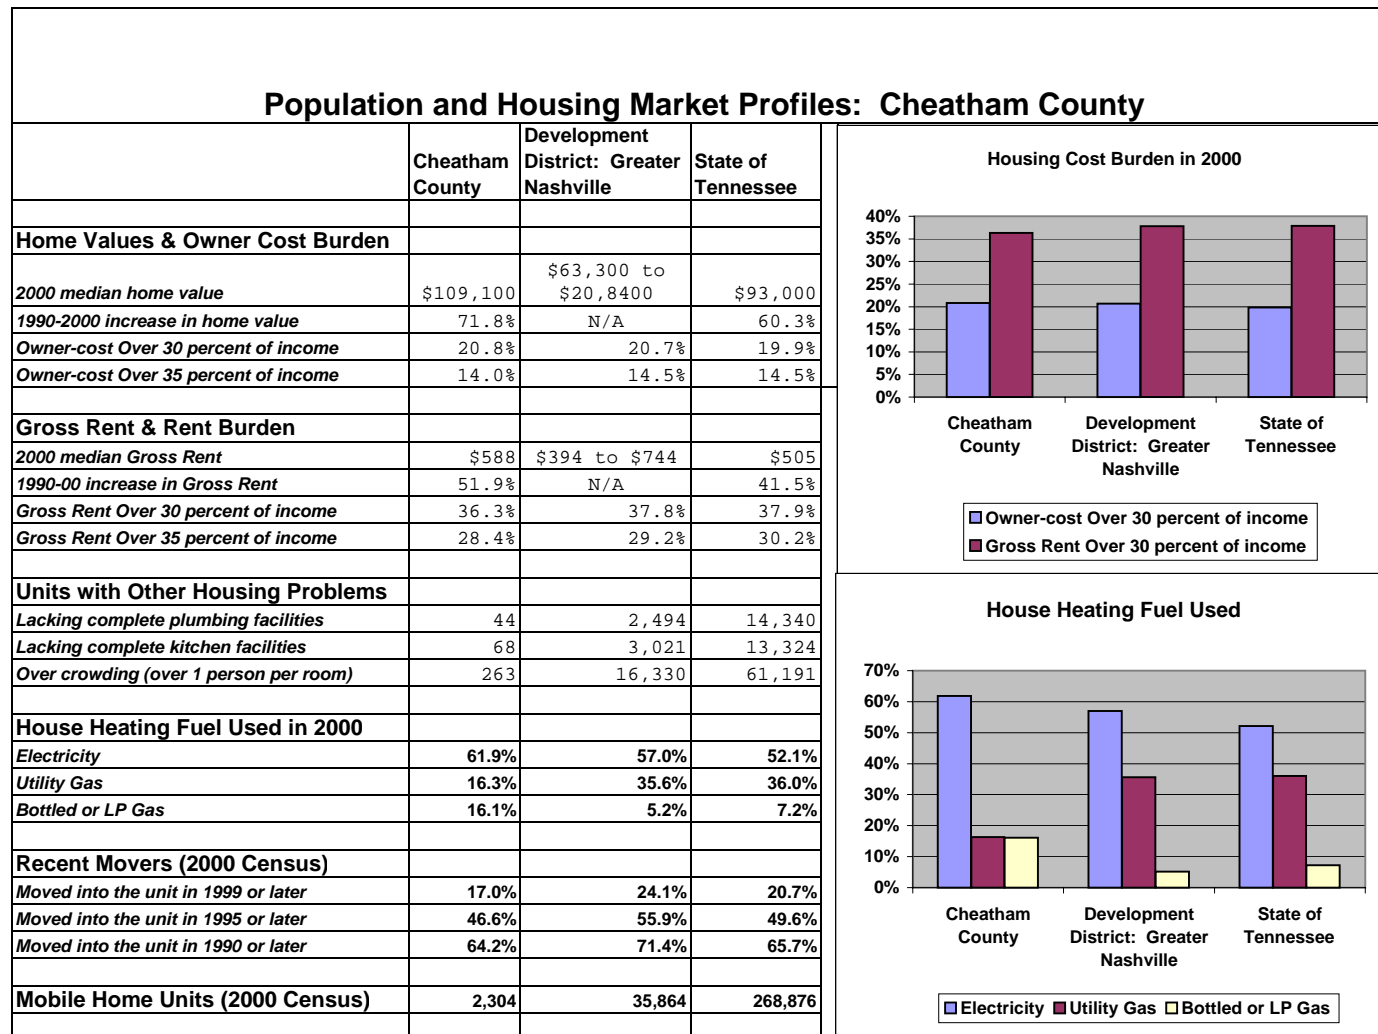 Population and Housing Market Profiles: Cheatham County
Cheatham County Development District: Greater Nashville State of Tennessee
Home Values & Owner Cost Burden
2000 median home value $109,100 $63,300 to $20,8400 $93,000
1990-2000 increase in home value 71.8% N/A 60.3%
Owner-cost Over 30 percent of income 20.8% 20.7% 19.9%
Owner-cost Over 35 percent of income 14.0% 14.5% 14.5%
Gross Rent & Rent Burden
2000 median Gross Rent $588 $394 to $744 $505
1990-00 increase in Gross Rent 51.9% N/A 41.5%
Gross Rent Over 30 percent of income 36.3% 37.8% 37.9%
Gross Rent Over 35 percent of income 28.4% 29.2% 30.2%
Units with Other Housing Problems
Lacking complete plumbing facilities 44 2,494 14,340
Lacking complete kitchen facilities 68 3,021 13,324
Over crowding (over 1 person per room) 263 16,330 61,191
House Heating Fuel Used in 2000
Electricity 61.9% 57.0% 52.1%
Utility Gas 16.3% 35.6% 36.0%
Bottled or LP Gas 16.1% 5.2% 7.2%
Recent Movers (2000 Census)
Moved into the unit in 1999 or later 17.0% 24.1% 20.7%
Moved into the unit in 1995 or later 46.6% 55.9% 49.6%
Moved into the unit in 1990 or later 64.2% 71.4% 65.7%
Mobile Home Units (2000 Census) 2,304 35,864 268,876
Housing Cost Burden in 2000
40%
35%
30%
25%
20%
15%
10%
5%
0%
Cheatham County
Development District: Greater Nashville
State of Tennessee
Owner-cost Over 30 percent of income
Gross Rent Over 30 percent of income
House Heating Fuel Used
70%
60%
50%
40%
30%
20%
10%
0%
Cheatham County
Development District: Greater Nashville
State of Tennessee
Electricity Utility Gas Bottled or LP Gas